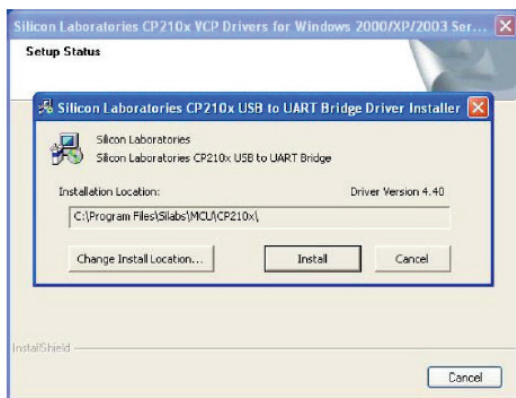 Silicon Laboratories CP210x VCP Drivers for Windows 2000/XP/2003 Ser...
Setup Status
Silicon Laboratories CP210x USB to UART Bridge Driver Installer
Silicon Laboratories
Silicon Laboratories CP210x USB to UART Bridge
Installation Location:
Driver Version 4.40
C:\Program Files\Silabs\MCU\CP210x\
Change Install Location...
Install
Cancel
InstallShield
Cancel